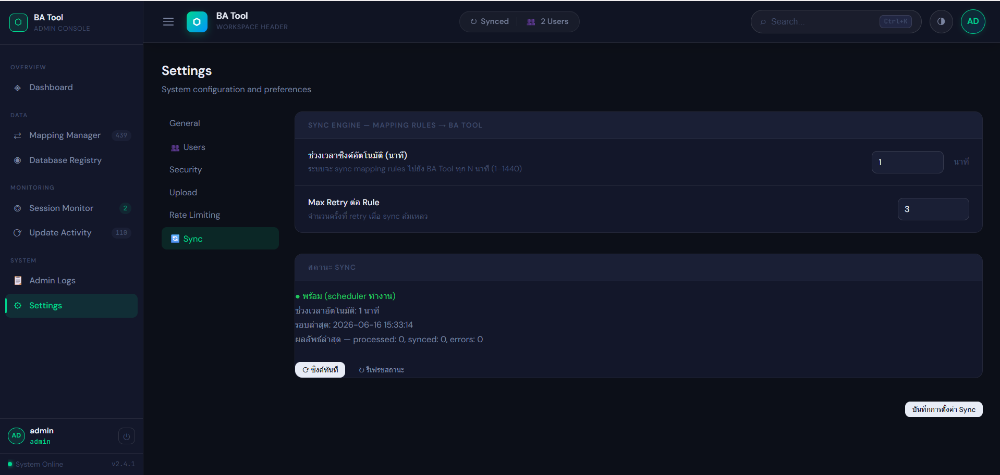 BA Tool
ADMIN CONSOLE
OVERVIEW
Dashboard
DATA
Mapping Manager 439
Database Registry
MONITORING
Session Monitor 2
Update Activity 110
SYSTEM
Admin Logs
Settings
AD
admin
admin
System Online v2.4.1
BA Tool
WORKSPACE HEADER
Synced
2 Users
Search...
Ctrl+K
AD
Settings
System configuration and preferences
General
Users
Security
Upload
Rate Limiting
Sync
SYNC ENGINE — MAPPING RULES → BA TOOL
ช่วงเวลาซิงค์อัตโนมัติ (นาที)
ระบบจะ sync mapping rules ไปยัง BA Tool ทุก N นาที (1–1440)
1 นาที
Max Retry ต่อ Rule
จำนวนครั้งที่ retry เมื่อ sync ล้มเหลว
3
สถานะ SYNC
● พร้อม (scheduler ทำงาน)
ช่วงเวลาอัตโนมัติ: 1 นาที
รอบล่าสุด: 2026-06-16 15:33:14
ผลลัพธ์ล่าสุด — processed: 0, synced: 0, errors: 0
⟳ ซิงค์ทันที
↻ รีเฟรชสถานะ
บันทึกการตั้งค่า Sync